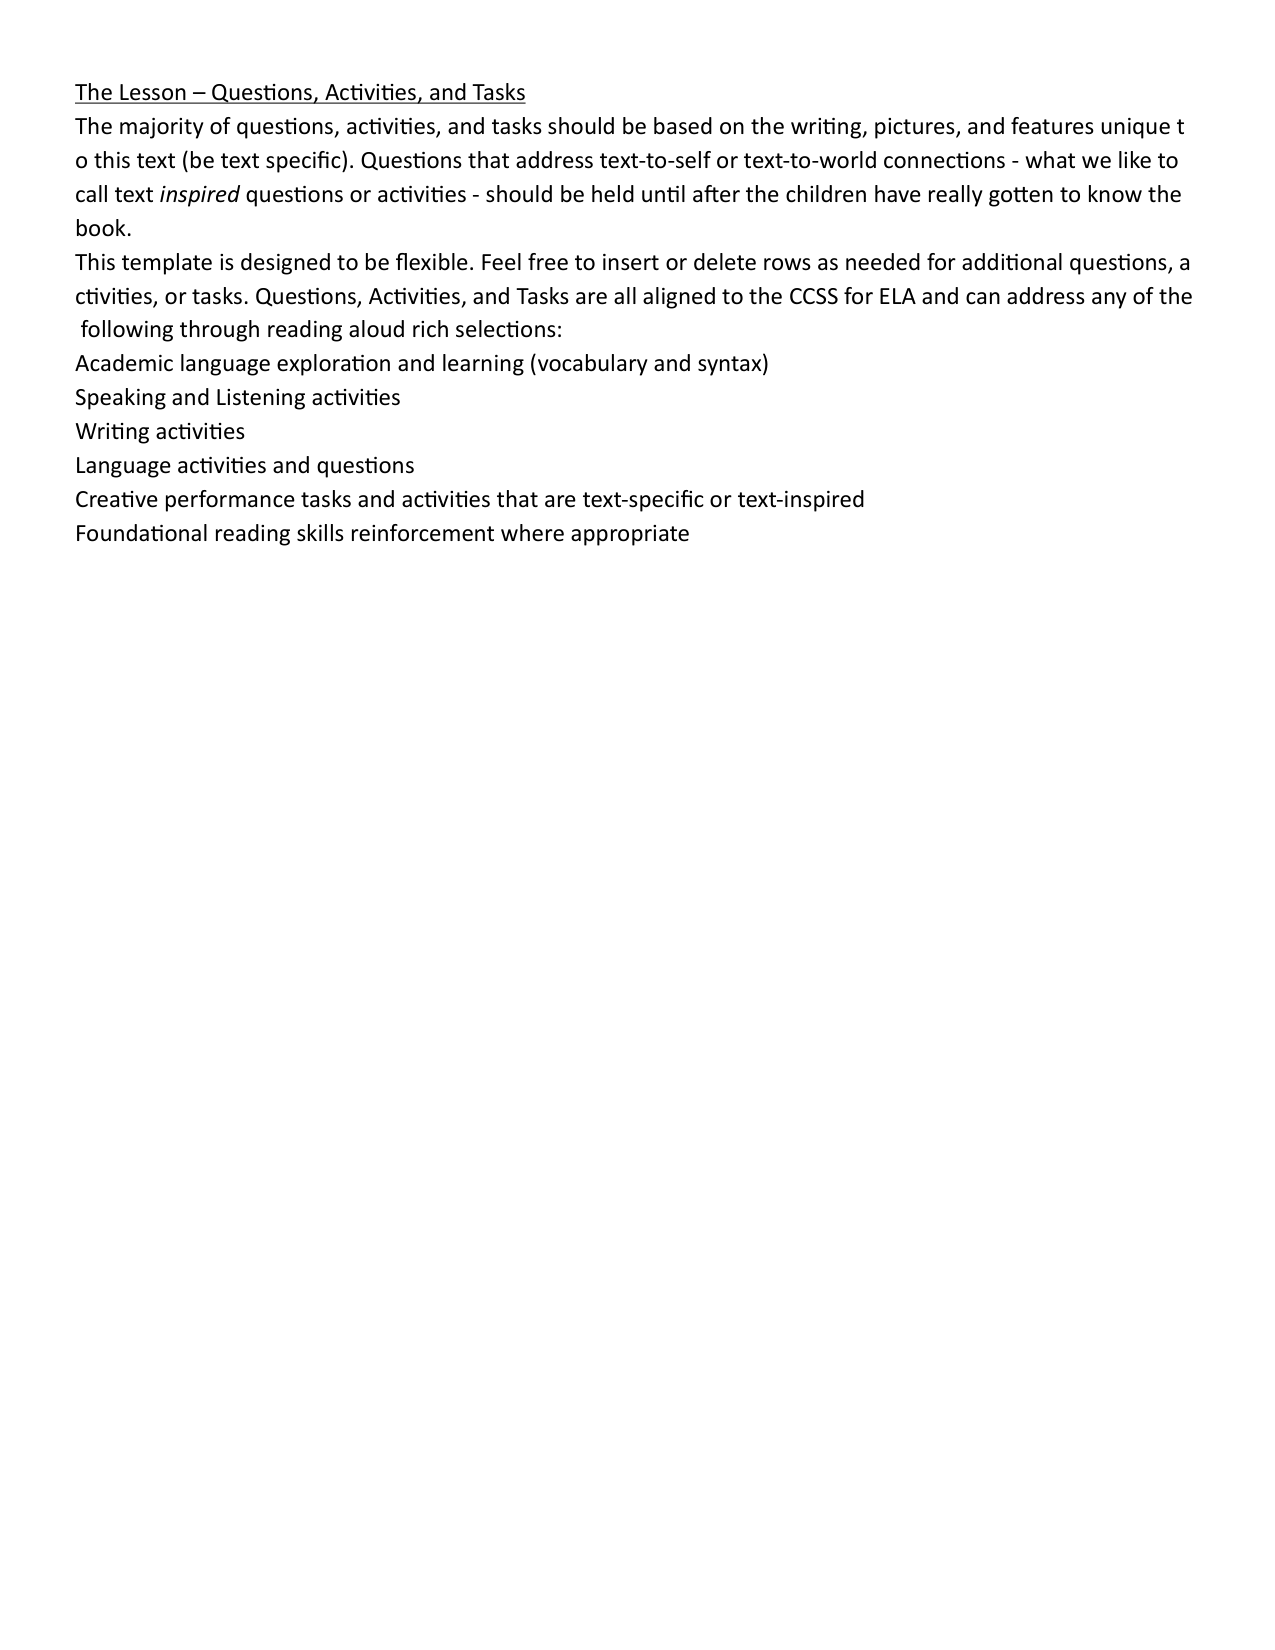 The Lesson – Questions, Activities, and Tasks
The majority of questions, activities, and tasks should be based on the writing, pictures, and features unique t
o this text (be text specific). Questions that address text-to-self or text-to-world connections - what we like to
call text inspired questions or activities - should be held until after the children have really gotten to know the
book.
This template is designed to be flexible. Feel free to insert or delete rows as needed for additional questions, a
ctivities, or tasks. Questions, Activities, and Tasks are all aligned to the CCSS for ELA and can address any of the
following through reading aloud rich selections:
Academic language exploration and learning (vocabulary and syntax)
Speaking and Listening activities
Writing activities
Language activities and questions
Creative performance tasks and activities that are text-specific or text-inspired
Foundational reading skills reinforcement where appropriate